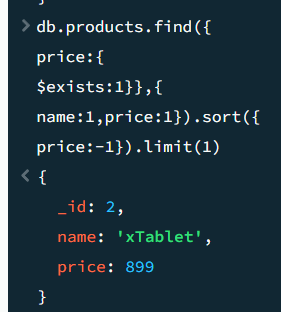 }
> db.products.find({
price:{
$exists:1}},{
name:1,price:1}).sort({
price:-1}).limit(1)
< {
_id: 2,
name: 'xTablet',
price: 899
}